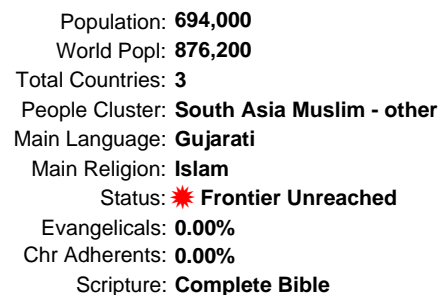 Population: 694,000
World Popl: 876,200
Total Countries: 3
People Cluster: South Asia Muslim - other
Main Language: Gujarati
Main Religion: Islam
Status: Frontier Unreached
Evangelicals: 0.00%
Chr Adherents: 0.00%
Scripture: Complete Bible